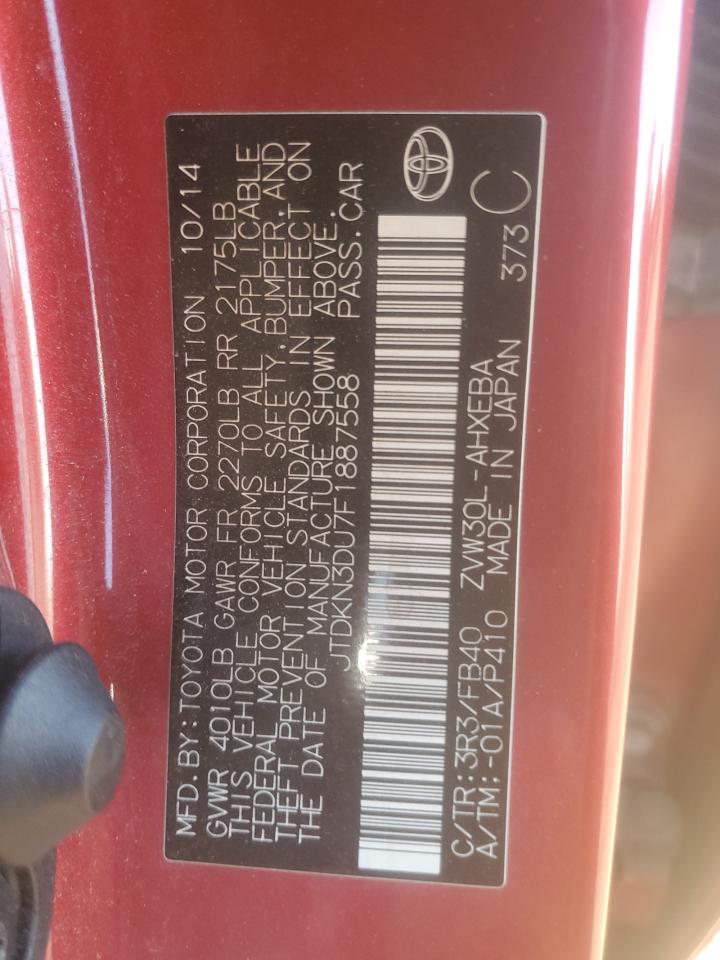 MFD. BY: TOYOTA MOTOR CORPORATION 10/14
GVWR 4010LB GAWR FR 2270LB RR 2175LB
THIS VEHICLE CONFORMS TO ALL APPLICABLE
FEDERAL MOTOR VEHICLE SAFETY, BUMPER, AND
THEFT PREVENTION STANDARDS IN EFFECT ON
THE DATE OF MANUFACTURE SHOWN ABOVE.
JTDKN3DU7F1887558 PASS. CAR
C/TR: 3R3/FB40 ZVW30L-AHXEBA
A/TM: -01A/P410 MADE IN JAPAN 373 C